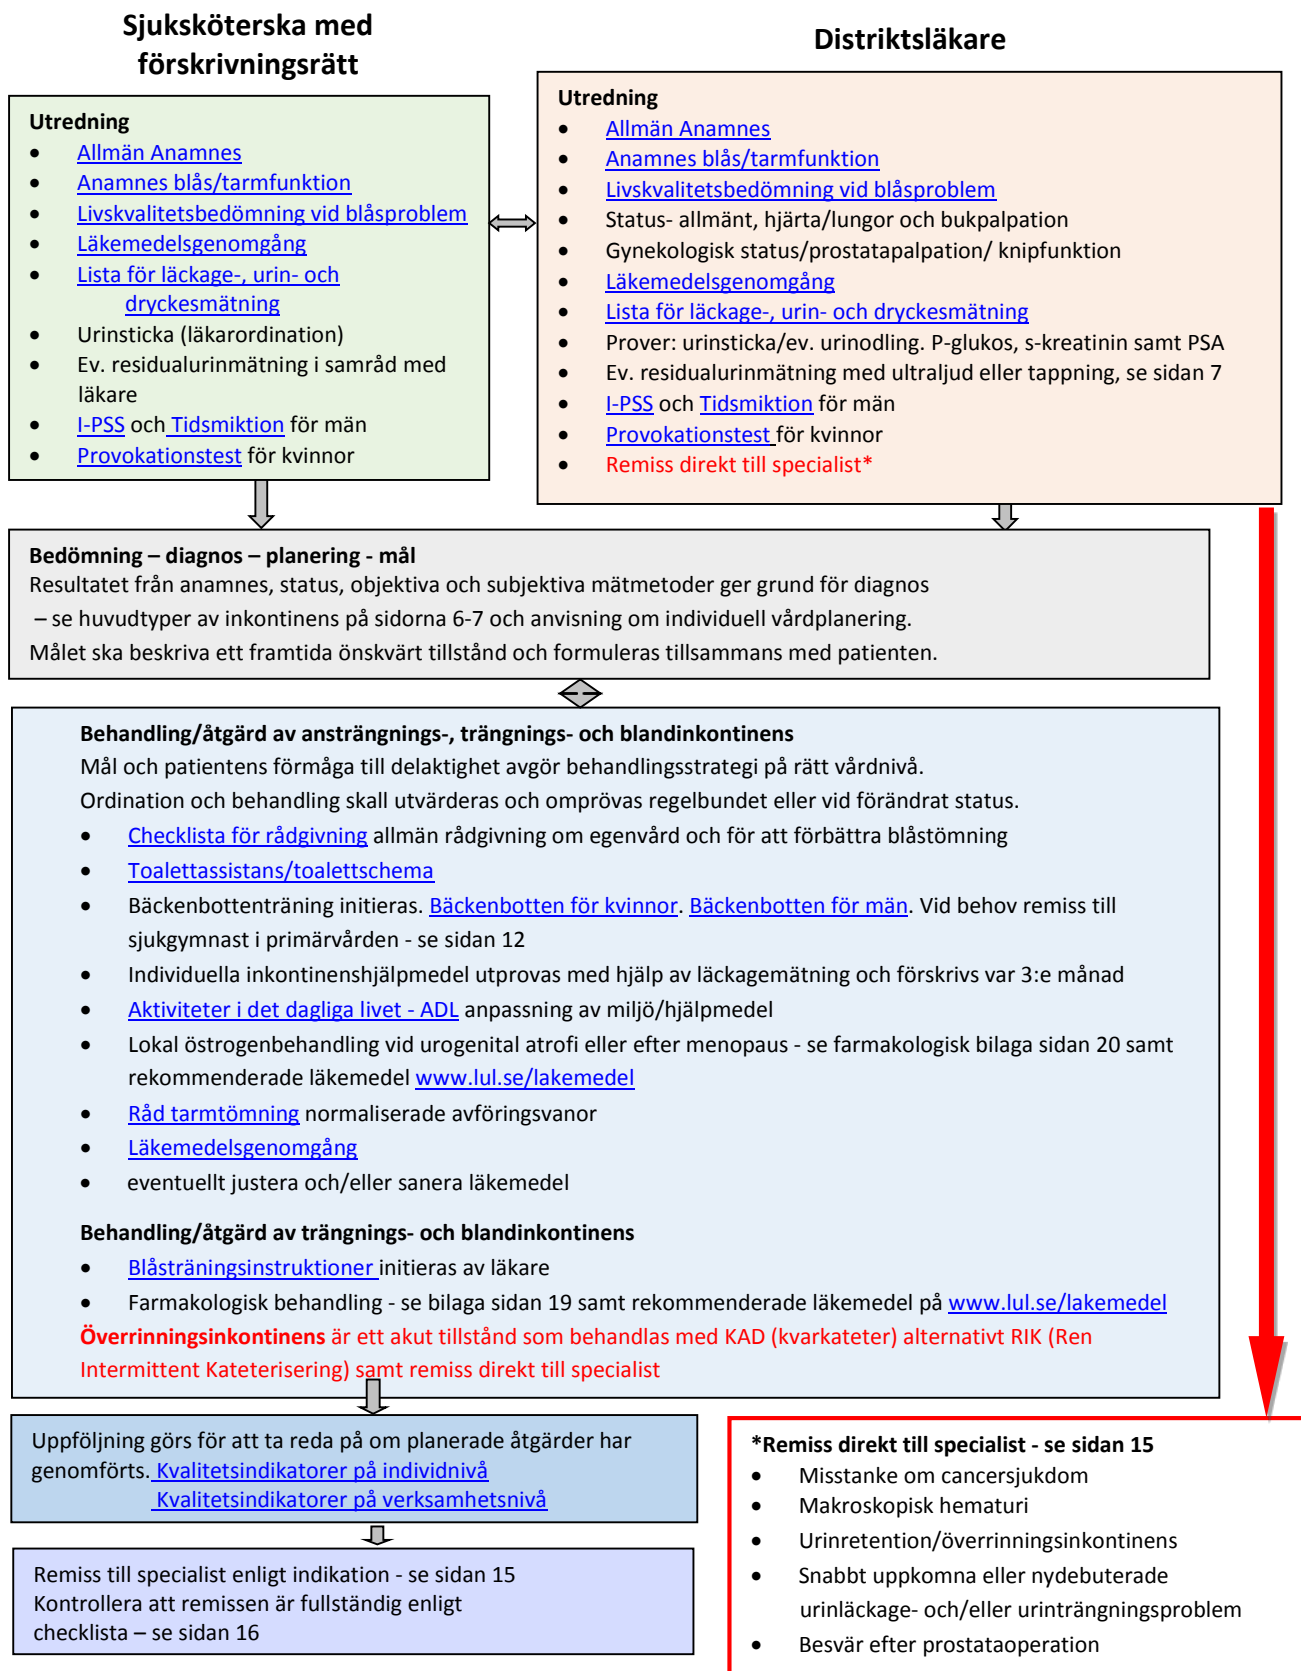 Sjuksköterska med
förskrivningsrätt
Distriktsläkare
Utredning
• Allmän Anamnes
• Anamnes blås/tarmfunktion
• Livskvalitetsbedömning vid blåsproblem
• Läkemedelsgenomgång
• Lista för läckage-, urin- och
dryckesmätning
• Urinsticka (läkarordination)
• Ev. residualurinmätning i samråd med
läkare
• I-PSS och Tidsmiktion för män
• Provokationstest för kvinnor
Utredning
• Allmän Anamnes
• Anamnes blås/tarmfunktion
• Livskvalitetsbedömning vid blåsproblem
• Status- allmänt, hjärta/lungor och bukpalpation
• Gynekologisk status/prostatapalpation/ knipfunktion
• Läkemedelsgenomgång
• Lista för läckage-, urin- och dryckesmätning
• Prover: urinsticka/ev. urinodling. P-glukos, s-kreatinin samt PSA
• Ev. residualurinmätning med ultraljud eller tappning, se sidan 7
• I-PSS och Tidsmiktion för män
• Provokationstest för kvinnor
• Remiss direkt till specialist*
Bedömning – diagnos – planering - mål
Resultatet från anamnes, status, objektiva och subjektiva mätmetoder ger grund för diagnos
– se huvudtyper av inkontinens på sidorna 6-7 och anvisning om individuell vårdplanering.
Målet ska beskriva ett framtida önskvärt tillstånd och formuleras tillsammans med patienten.
Behandling/åtgärd av ansträngnings-, trängnings- och blandinkontinens
Mål och patientens förmåga till delaktighet avgör behandlingsstrategi på rätt vårdnivå.
Ordination och behandling skall utvärderas och omprövas regelbundet eller vid förändrat status.
• Checklista för rådgivning allmän rådgivning om egenvård och för att förbättra blåstömning
• Toalettassistans/toalettschema
• Bäckenbottenträning initieras. Bäckenbotten för kvinnor. Bäckenbotten för män. Vid behov remiss till
sjukgymnast i primärvården - se sidan 12
• Individuella inkontinenshjälpmedel utprovas med hjälp av läckagemätning och förskrivs var 3:e månad
• Aktiviteter i det dagliga livet - ADL anpassning av miljö/hjälpmedel
• Lokal östrogenbehandling vid urogenital atrofi eller efter menopaus - se farmakologisk bilaga sidan 20 samt
rekommenderade läkemedel www.lul.se/lakemedel
• Råd tarmtömning normaliserade avföringsvanor
• Läkemedelsgenomgång
• eventuellt justera och/eller sanera läkemedel
Behandling/åtgärd av trängnings- och blandinkontinens
• Blåsträningsinstruktioner initieras av läkare
• Farmakologisk behandling - se bilaga sidan 19 samt rekommenderade läkemedel på www.lul.se/lakemedel
Överrinningsinkontinens är ett akut tillstånd som behandlas med KAD (kvarkateter) alternativt RIK (Ren
Intermittent Kateterisering) samt remiss direkt till specialist
Uppföljning görs för att ta reda på om planerade åtgärder har
genomförts. Kvalitetsindikatorer på individnivå
Kvalitetsindikatorer på verksamhetsnivå
Remiss till specialist enligt indikation - se sidan 15
Kontrollera att remissen är fullständig enligt
checklista – se sidan 16
*Remiss direkt till specialist - se sidan 15
• Misstanke om cancersjukdom
• Makroskopisk hematuri
• Urinretention/överrinningsinkontinens
• Snabbt uppkomna eller nydebuterade
urinläckage- och/eller urinträngningsproblem
• Besvär efter prostataoperation